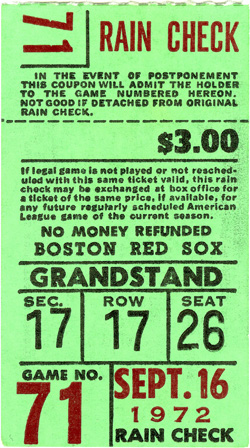 71
RAIN CHECK
IN THE EVENT OF POSTPONEMENT
THIS COUPON WILL ADMIT THE HOLDER
TO THE GAME NUMBERED HEREON.
NOT GOOD IF DETACHED FROM ORIGINAL
RAIN CHECK.
$3.00
If legal game is not played or not resched-
uled with this same ticket valid, this rain
check may be exchanged at box office for
a ticket of the same price, if available, for
any future regularly scheduled American
League game of the current season.
NO MONEY REFUNDED
BOSTON RED SOX
GRANDSTAND
SEC. ROW SEAT
17 17 26
GAME NO.
71
SEPT. 16
1972
RAIN CHECK